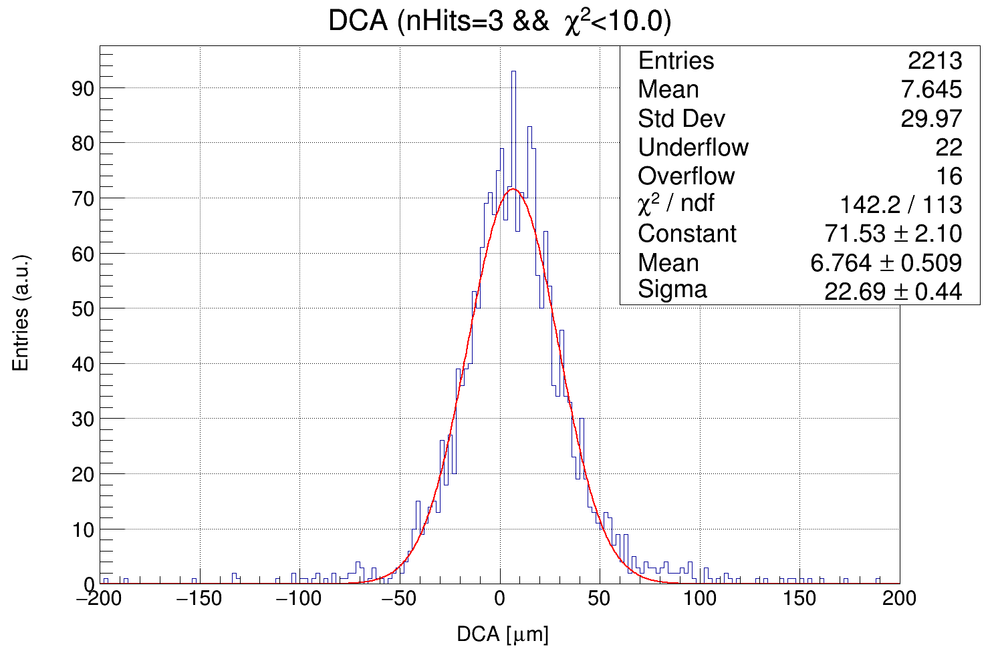 DCA (nHits=3 && χ²<10.0)
Entries 2213
Mean 7.645
Std Dev 29.97
Underflow 22
Overflow 16
χ² / ndf 142.2 / 113
Constant 71.53 ± 2.10
Mean 6.764 ± 0.509
Sigma 22.69 ± 0.44
90
80
70
60
50
40
30
20
10
0
Entries (a.u.)
−200 −150 −100 −50 0 50 100 150 200
DCA [μm]